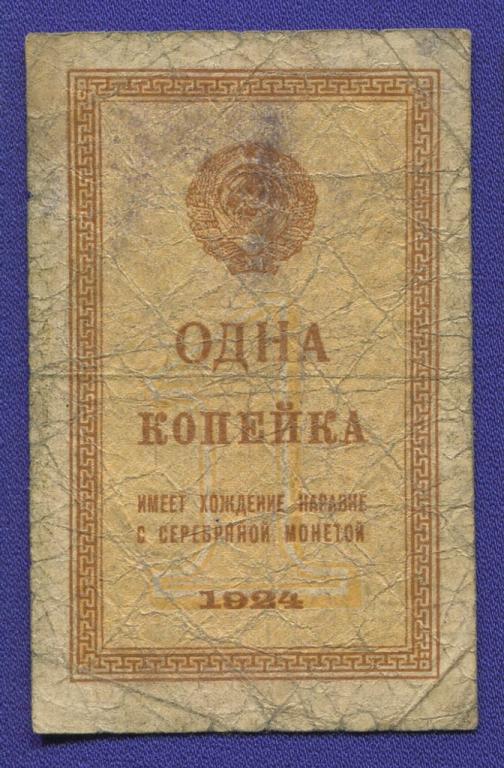 ОДНА
КОПЕЙКА
ИМЕЕТ ХОЖДЕНИЕ НАРАВНЕ
С СЕРЕБРЯНОЙ МОНЕТОЙ
1924